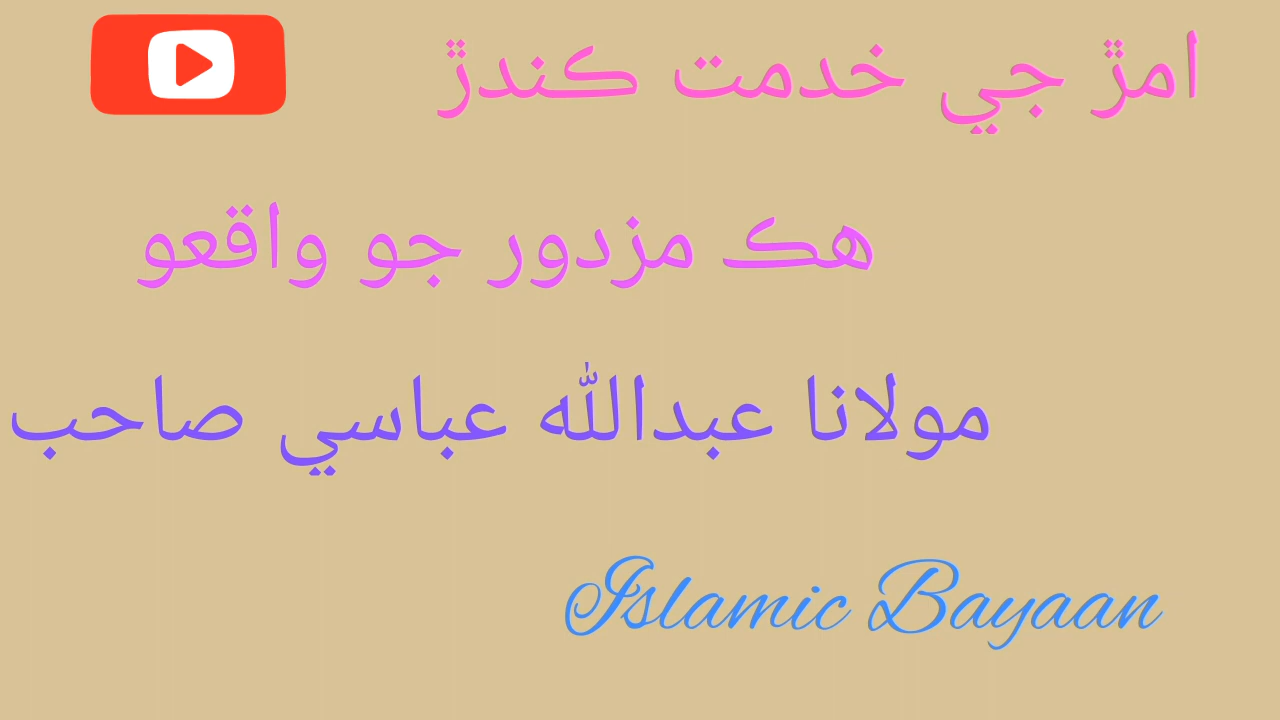 امڙ جي خدمت ڪندڙ
هڪ مزدور جو واقعو
مولانا عبدالله عباسي صاحب
Islamic Bayaan